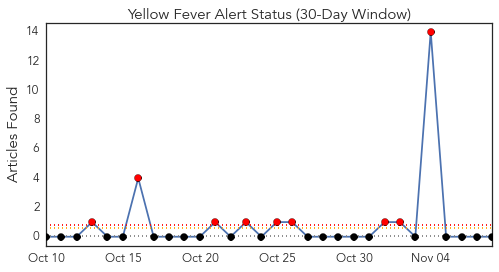 Yellow Fever Alert Status (30-Day Window)
Articles Found
14
12
10
8
6
4
2
0
Oct 10 Oct 15 Oct 20 Oct 25 Oct 30 Nov 04